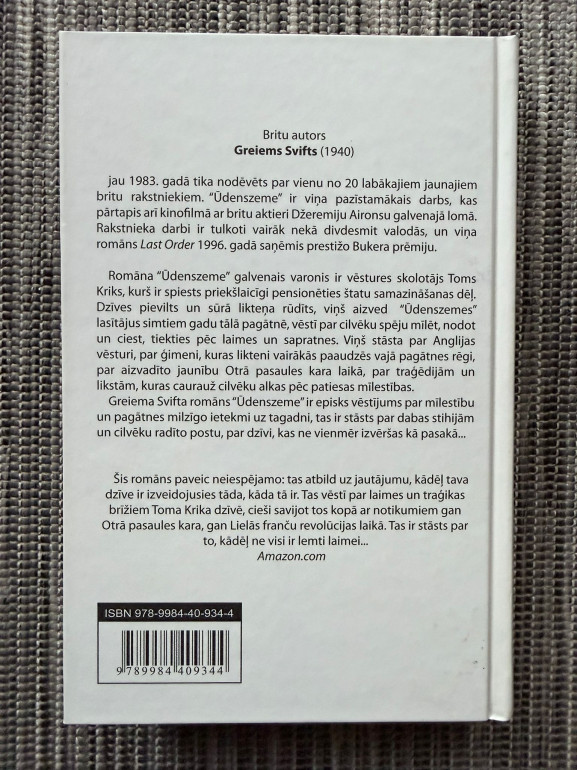 Britu autors
Greiems Svifts (1940)
jau 1983. gadā tika nodēvēts par vienu no 20 labākajiem jaunajiem
britu rakstniekiem. “Ūdenszeme” ir viņa pazīstamākais darbs, kas
pārtapis arī kinofilmā ar britu aktieri Džeremiju Aironsu galvenajā lomā.
Rakstnieka darbi ir tulkoti vairāk nekā divdesmit valodās, un viņa
romāns Last Order 1996. gadā saņēmis prestižo Bukera prēmiju.
Romāna “Ūdenszeme” galvenais varonis ir vēstures skolotājs Toms
Kriks, kurš ir spiests priekšlaicīgi pensionēties štatu samazināšanas dēļ.
Dzīves pievilts un sūrā likteņa rūdīts, viņš aizved “Ūdenszemes”
lasītājus simtiem gadu tālā pagātnē, vēstī par cilvēku spēju mīlēt, nodot
un ciest, tiekties pēc laimes un sapratnes. Viņš stāsta par Anglijas
vēsturi, par ģimeni, kuras likteni vairākās paaudzēs vajā pagātnes rēgi,
par aizvadīto jaunību Otrā pasaules kara laikā, par traģēdijām un
likstām, kuras caurauž cilvēku alkas pēc patiesas mīlestības.
Greiema Svifta romāns “Ūdenszeme” ir episks vēstījums par mīlestību
un pagātnes milzīgo ietekmi uz tagadni, tas ir stāsts par dabas stihijām
un cilvēku radīto postu, par dzīvi, kas ne vienmēr izvēršas kā pasakā...
Šis romāns paveic neiespējamo: tas atbild uz jautājumu, kādēļ tava
dzīve ir izveidojusies tāda, kāda tā ir. Tas vēstī par laimes un traģikas
brīžiem Toma Krika dzīvē, cieši savijot tos kopā ar notikumiem gan
Otrā pasaules kara, gan Lielās franču revolūcijas laikā. Tas ir stāsts par
to, kādēļ ne visi ir lemti laimei...
Amazon.com
ISBN 978-9984-40-934-4
9 789984 409344